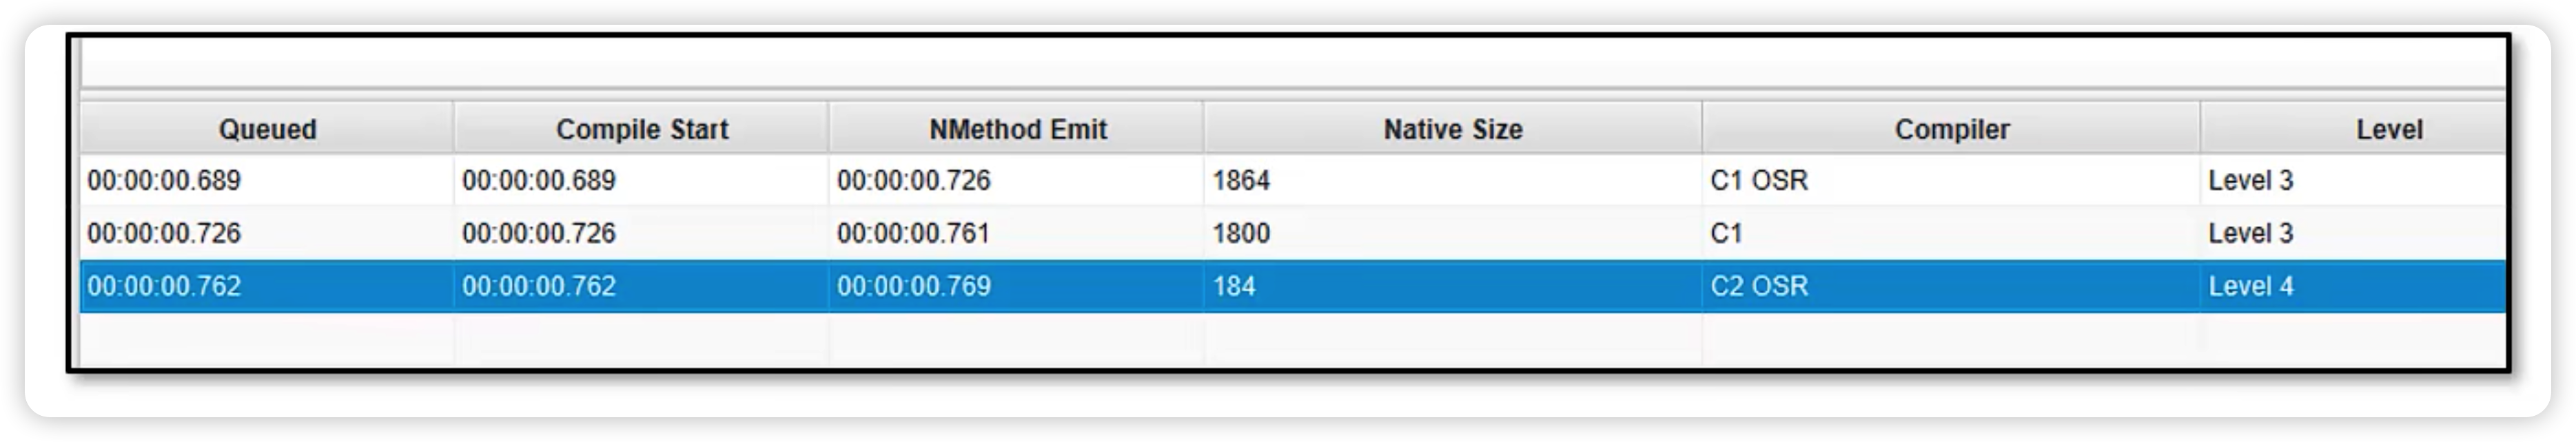 Queued Compile Start NMethod Emit Native Size Compiler Level
00:00:00.689 00:00:00.689 00:00:00.726 1864 C1 OSR Level 3
00:00:00.726 00:00:00.726 00:00:00.761 1800 C1 Level 3
00:00:00.762 00:00:00.762 00:00:00.769 184 C2 OSR Level 4